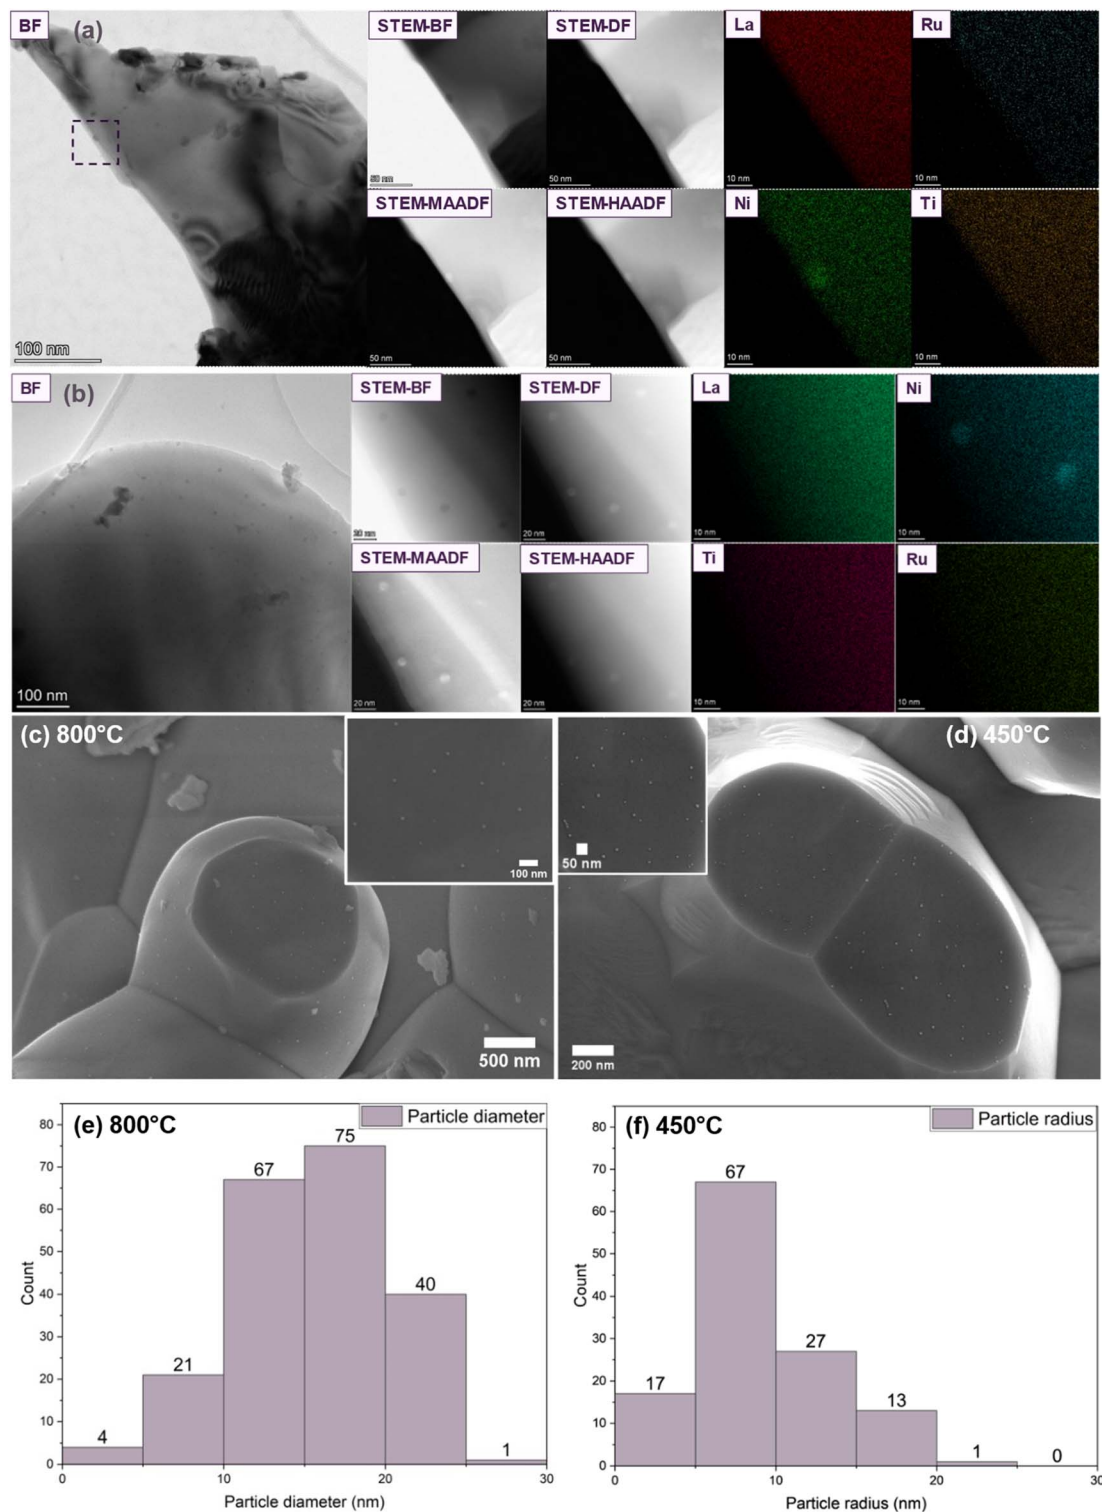 BF
(a)
STEM-BF
STEM-DF
La
Ru
50 nm
50 nm
10 nm
10 nm
STEM-MAADF
STEM-HAADF
Ni
Ti
100 nm
50 nm
50 nm
10 nm
10 nm
BF
(b)
STEM-BF
STEM-DF
La
Ni
20 nm
10 nm
10 nm
STEM-MAADF
STEM-HAADF
Ti
Ru
100 nm
20 nm
20 nm
10 nm
10 nm
(c) 800°C
100 nm
500 nm
50 nm
(d) 450°C
200 nm
(e) 800°C
Particle diameter
80
70
60
50
40
30
20
10
0
Count
4
21
67
75
40
1
0
10
20
30
Particle diameter (nm)
(f) 450°C
Particle radius
80
70
60
50
40
30
20
10
0
Count
17
67
27
13
1
0
0
10
20
30
Particle radius (nm)